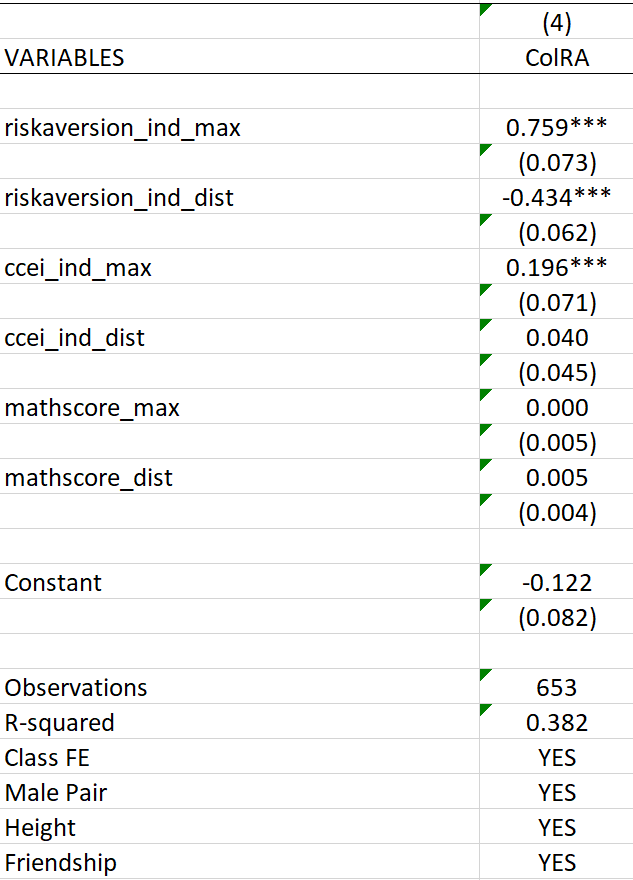 (4)
VARIABLES ColRA
riskaversion_ind_max 0.759***
(0.073)
riskaversion_ind_dist -0.434***
(0.062)
ccei_ind_max 0.196***
(0.071)
ccei_ind_dist 0.040
(0.045)
mathscore_max 0.000
(0.005)
mathscore_dist 0.005
(0.004)
Constant -0.122
(0.082)
Observations 653
R-squared 0.382
Class FE YES
Male Pair YES
Height YES
Friendship YES